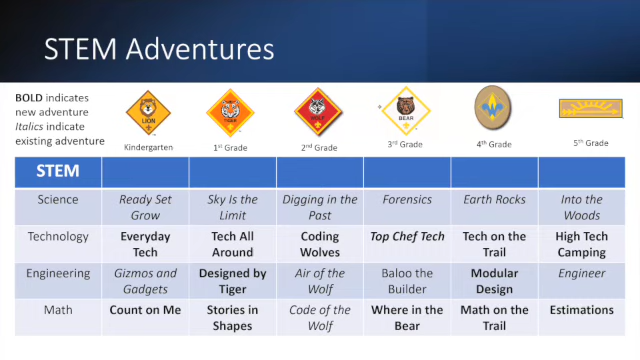 STEM Adventures
BOLD indicates
new adventure
Italics indicate
existing adventure
LION
TIGER
WOLF
BEAR
Kindergarten
1st Grade
2nd Grade
3rd Grade
4th Grade
5th Grade
STEM
Science
Ready Set
Grow
Sky Is the
Limit
Digging in the
Past
Forensics
Earth Rocks
Into the
Woods
Technology
Everyday
Tech
Tech All
Around
Coding
Wolves
Top Chef Tech
Tech on the
Trail
High Tech
Camping
Engineering
Gizmos and
Gadgets
Designed by
Tiger
Air of the
Wolf
Baloo the
Builder
Modular
Design
Engineer
Math
Count on Me
Stories in
Shapes
Code of the
Wolf
Where in the
Bear
Math on the
Trail
Estimations